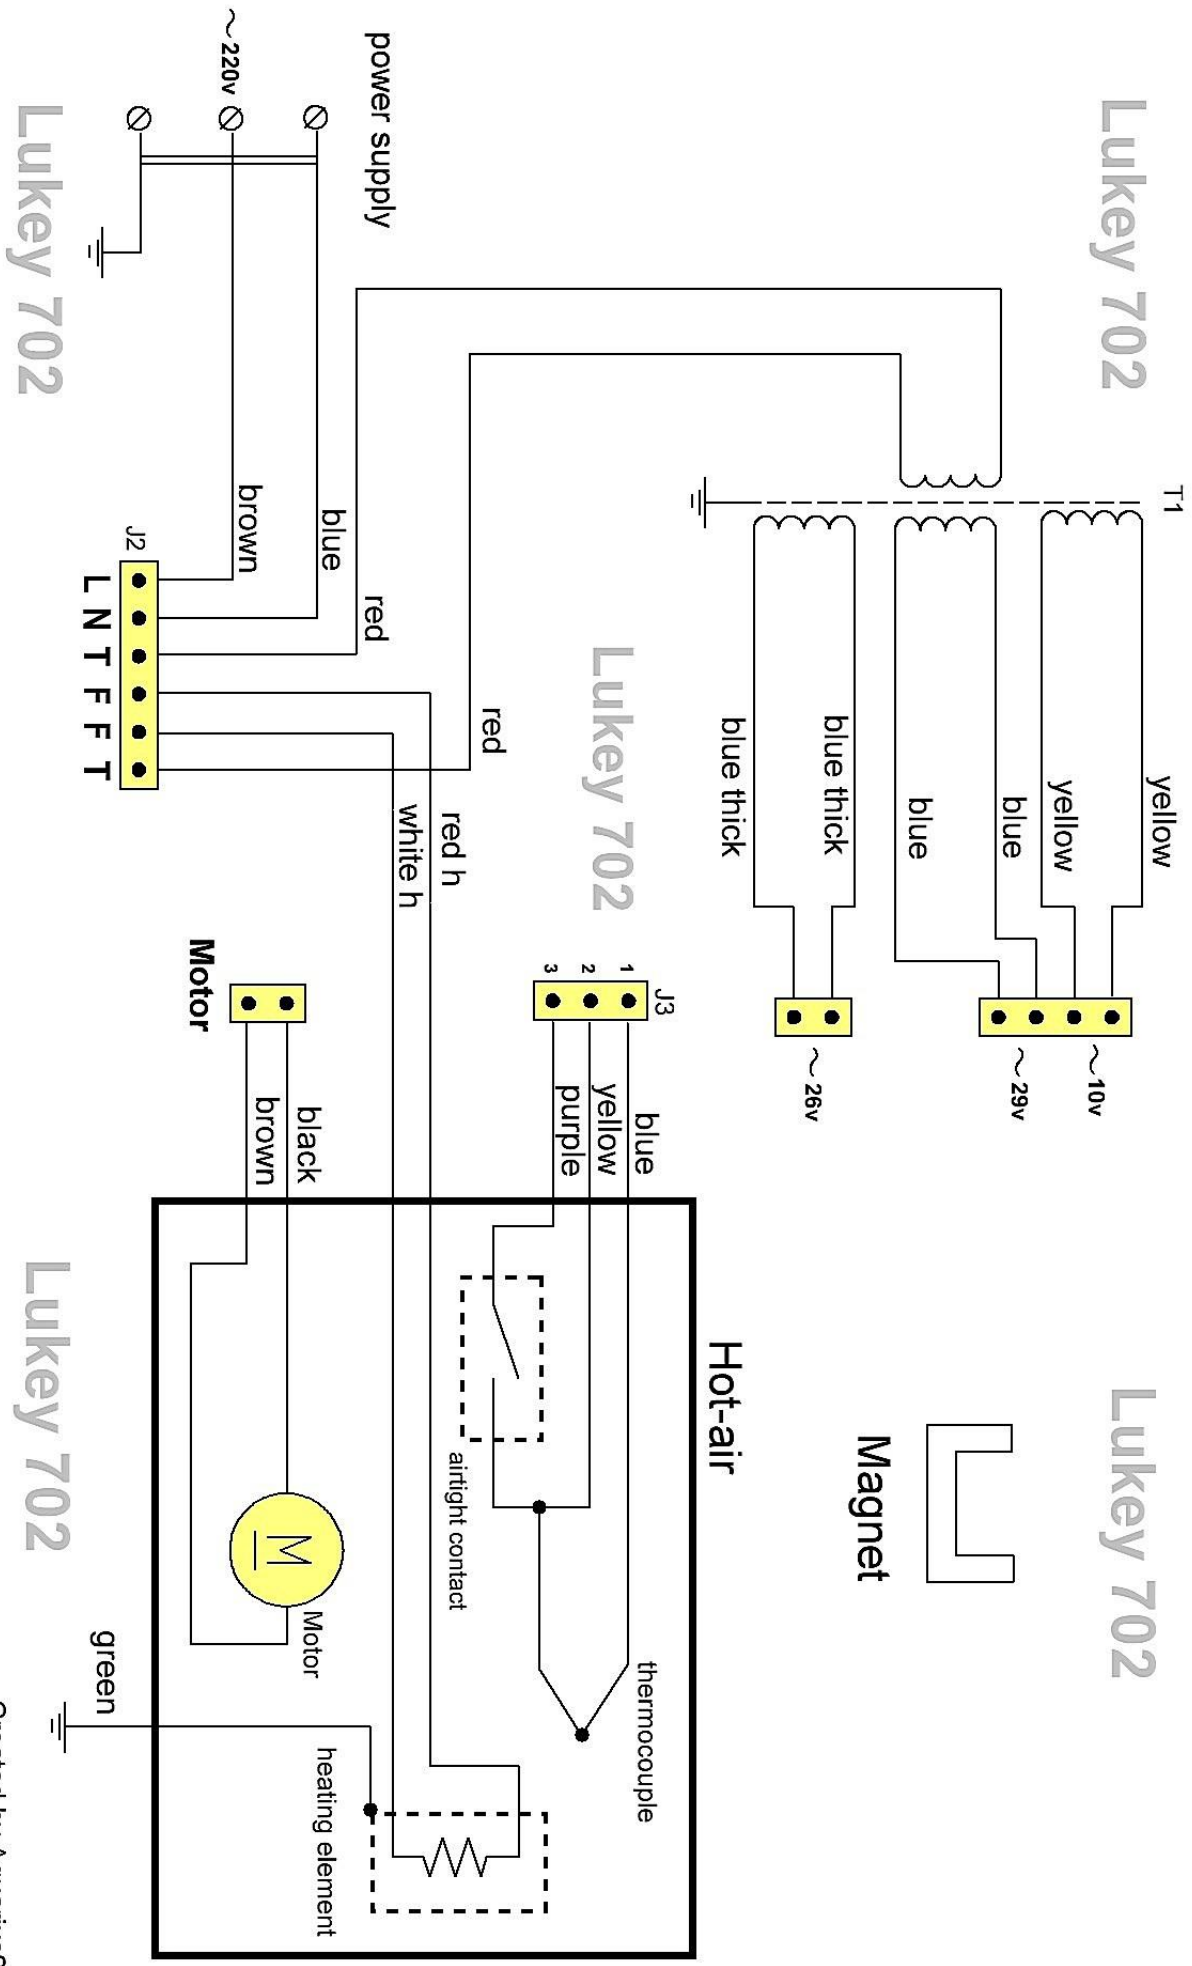 Lukey 702
T1
yellow
yellow
~10v
blue
blue
~29v
blue thick
blue thick
~26v
Lukey 702
Magnet
Lukey 702
power supply
~220v
blue
brown
red
red
J2
L N T F F T
red h
white h
J3
1
2
3
blue
yellow
purple
Hot-air
thermocouple
airtight contact
Motor
black
brown
M
Motor
heating element
green
Lukey 702
Lukey 702
Created by